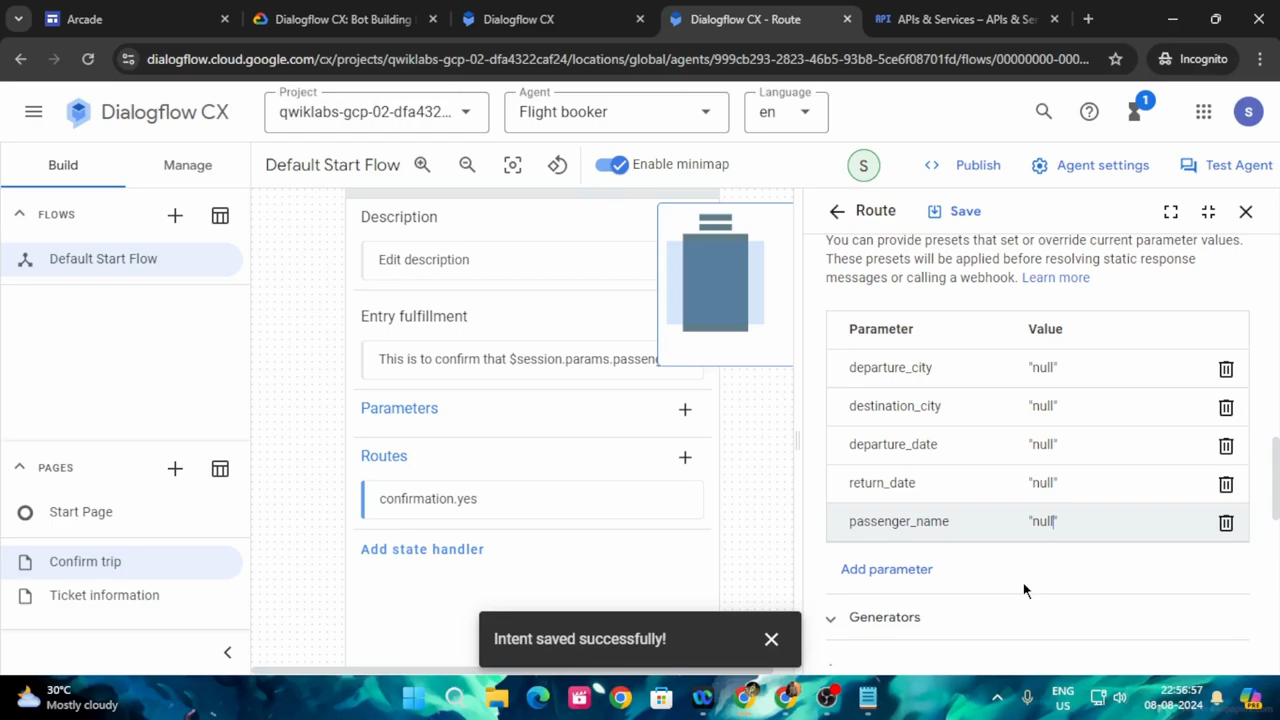 Arcade
Dialogflow CX: Bot Building
Dialogflow CX
Dialogflow CX - Route
API APIs & Services – APIs & Ser
dialogflow.cloud.google.com/cx/projects/qwiklabs-gcp-02-dfa4322caf24/locations/global/agents/999cb293-2823-46b5-93b8-5ce6f08701fd/flows/00000000-000...
Incognito
Dialogflow CX
Project
qwiklabs-gcp-02-dfa432...
Agent
Flight booker
Language
en
1
S
Build
Manage
Default Start Flow
Enable minimap
S
Publish
Agent settings
Test Agent
FLOWS
Default Start Flow
PAGES
Start Page
Confirm trip
Ticket information
Description
Edit description
Entry fulfillment
This is to confirm that $session.params.passen
Parameters
Routes
confirmation.yes
Add state handler
Intent saved successfully!
Route
Save
You can provide presets that set or override current parameter values.
These presets will be applied before resolving static response
messages or calling a webhook. Learn more
Parameter Value
departure_city "null"
destination_city "null"
departure_date "null"
return_date "null"
passenger_name "null"
Add parameter
Generators
30°C
Mostly cloudy
ENG
US
22:56:57
08-08-2024
PRE